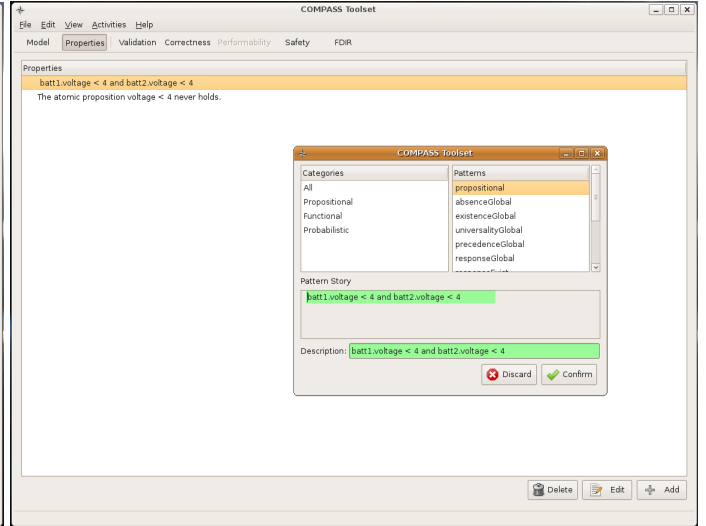 COMPASS Toolset
File Edit View Activities Help
Model Properties Validation Correctness Performability Safety FDIR
Properties
batt1.voltage < 4 and batt2.voltage < 4
The atomic proposition voltage < 4 never holds.
COMPASS Toolset
Categories Patterns
All propositional
Propositional absenceGlobal
Functional existenceGlobal
Probabilistic universalityGlobal
precedenceGlobal
responseGlobal
Pattern Story
batt1.voltage < 4 and batt2.voltage < 4
Description: batt1.voltage < 4 and batt2.voltage < 4
Discard Confirm
Delete Edit Add